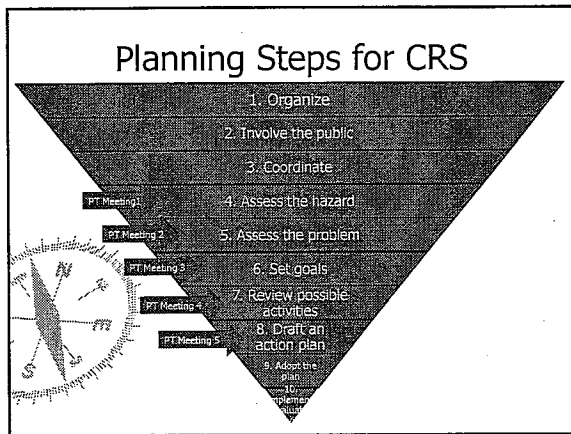 Planning Steps for CRS
1. Organize
2. Involve the public
3. Coordinate
PT Meeting1
4. Assess the hazard
PT Meeting 2
5. Assess the problem
PT Meeting 3
6. Set goals
PT Meeting 4
7. Review possible
activities
PT Meeting 5
8. Draft an
action plan
9. Adopt the
plan
10.
N
E
S